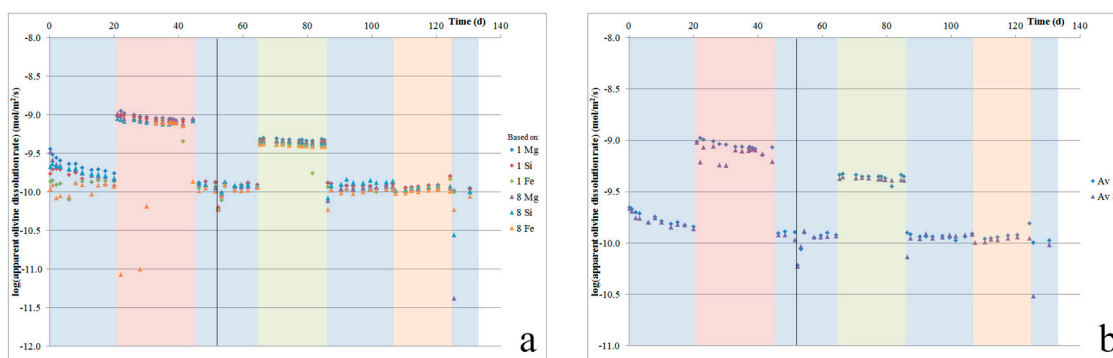 0 20 40 60 80 100 120 Time (d) 140
-8.0
-8.5
-9.0
-9.5
-10.0
-10.5
-11.0
-11.5
-12.0
log(apparent olivine dissolution rate) (mol/m²/s)
Based on:
1 Mg
1 Si
1 Fe
8 Mg
8 Si
8 Fe
a
0 20 40 60 80 100 120 Time (d) 140
-8.0
-8.5
-9.0
-9.5
-10.0
-10.5
-11.0
log(apparent olivine dissolution rate) (mol/m²/s)
Av
Av
b